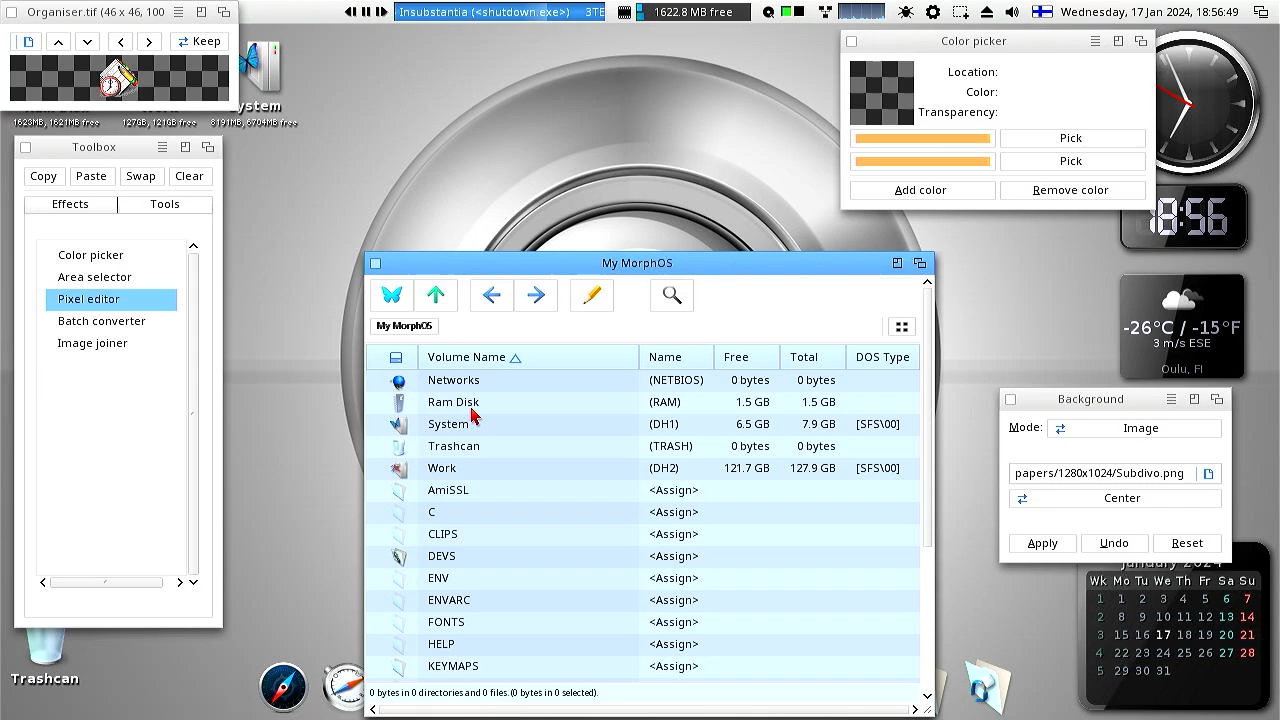 Organiser tif (46 x 46, 100
Insubstantia (<shutdown.exe>) 3TE
1622.8 MB free
Wednesday, 17 Jan 2024, 18:56:40
Keep
System
1623MB, 1621MB free
127GB, 121GB free
8191MB, 6704MB free
Toolbox
Copy
Paste
Swap
Clear
Effects
Tools
Color picker
Area selector
Pixel editor
Batch converter
Image joiner
Trashcan
Color picker
Location:
Color:
Transparency:
Pick
Pick
Add color
Remove color
18:56
-26°C / -15°F
3 m/s ESE
Oulu, FI
My MorphOS
My MorphOS
Volume Name Name Free Total DOS Type
Networks (NETBIOS) 0 bytes 0 bytes
Ram Disk (RAM) 1.5 GB 1.5 GB
System (DH1) 6.5 GB 7.9 GB [SFS\00]
Trashcan (TRASH) 0 bytes 0 bytes
Work (DH2) 121.7 GB 127.9 GB [SFS\00]
AmiSSL <Assign>
C <Assign>
CLIPS <Assign>
DEVS <Assign>
ENV <Assign>
ENVARC <Assign>
FONTS <Assign>
HELP <Assign>
KEYMAPS <Assign>
0 bytes in 0 directories and 0 files. (0 bytes in 0 selected).
Background
Mode:
Image
papers/1280x1024/Subdivo.png
Center
Apply
Undo
Reset
January 2024
Wk Mo Tu We Th Fr Sa Su
1 1 2 3 4 5 6 7
2 8 9 10 11 12 13 14
3 15 16 17 18 19 20 21
4 22 23 24 25 26 27 28
5 29 30 31